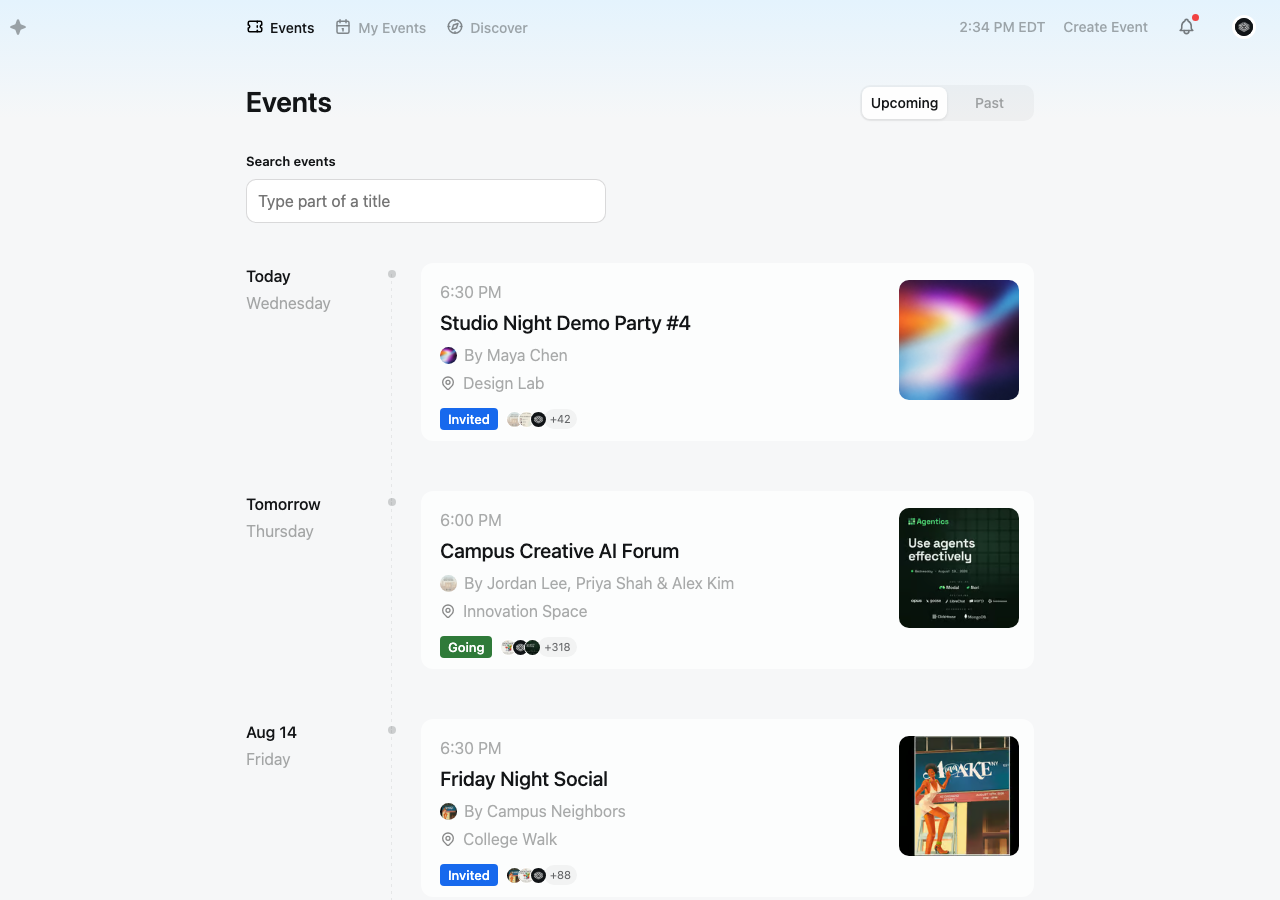 Events
My Events
Discover
2:34 PM EDT
Create Event
Events
Upcoming
Past
Search events
Type part of a title
Today
Wednesday
6:30 PM
Studio Night Demo Party #4
By Maya Chen
Design Lab
Invited
+42
Tomorrow
Thursday
6:00 PM
Campus Creative AI Forum
By Jordan Lee, Priya Shah & Alex Kim
Innovation Space
Going
+318
Agentics
Use agents
effectively
Modal
Aug 14
Friday
6:30 PM
Friday Night Social
By Campus Neighbors
College Walk
Invited
+88